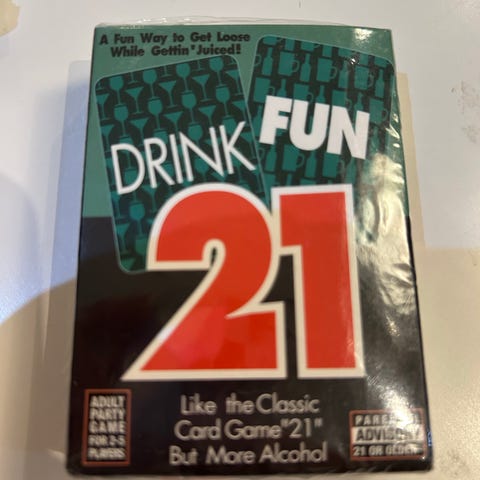 A Fun Way to Get Loose
While Gettin' Juiced!
DRINK
FUN
21
Like the Classic
Card Game "21"
But More Alcohol
ADULT
PARTY
GAME
FOR 2-5
PLAYERS
PARENTAL
ADVISORY
21 OR OLDER